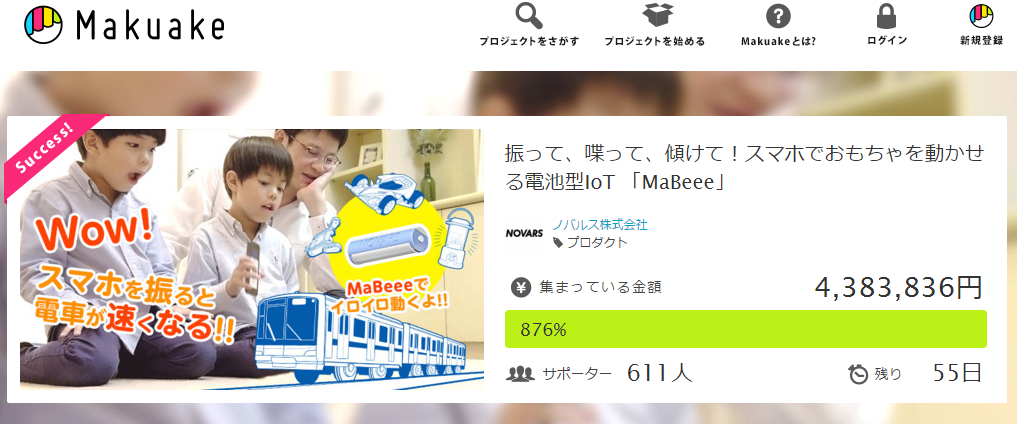 Makuake
プロジェクトをさがす
プロジェクトを始める
Makuakeとは?
ログイン
新規登録
Success!
Wow!
スマホを振ると
電車が速くなる!!
MaBeeeで
イロイロ動くよ!!
振って、喋って、傾けて！スマホでおもちゃを動かせ
る電池型IoT 「MaBeee」
NOVARS
ノバルス株式会社
プロダクト
集まっている金額
4,383,836円
876%
サポーター 611人
残り 55日